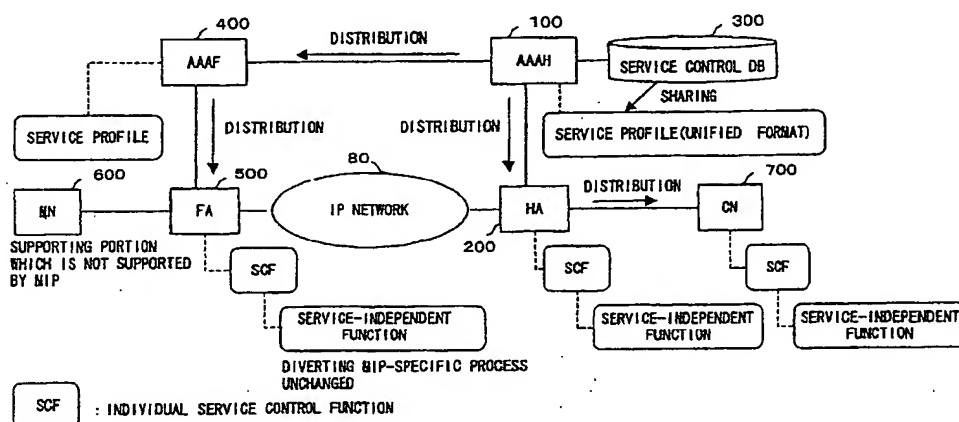 400
100
300
DISTRIBUTION
AAAF
AAAH
SERVICE CONTROL DB
SHARING
DISTRIBUTION
DISTRIBUTION
SERVICE PROFILE
SERVICE PROFILE(UNIFIED FORMAT)
600
500
80
700
DISTRIBUTION
MN
FA
IP NETWORK
HA
CN
200
SUPPORTING PORTION
WHICH IS NOT SUPPORTED
BY MIP
SCF
SCF
SCF
SERVICE-INDEPENDENT
FUNCTION
SERVICE-INDEPENDENT
FUNCTION
SERVICE-INDEPENDENT
FUNCTION
DIVERTING MIP-SPECIFIC PROCESS
UNCHANGED
SCF : INDIVIDUAL SERVICE CONTROL FUNCTION